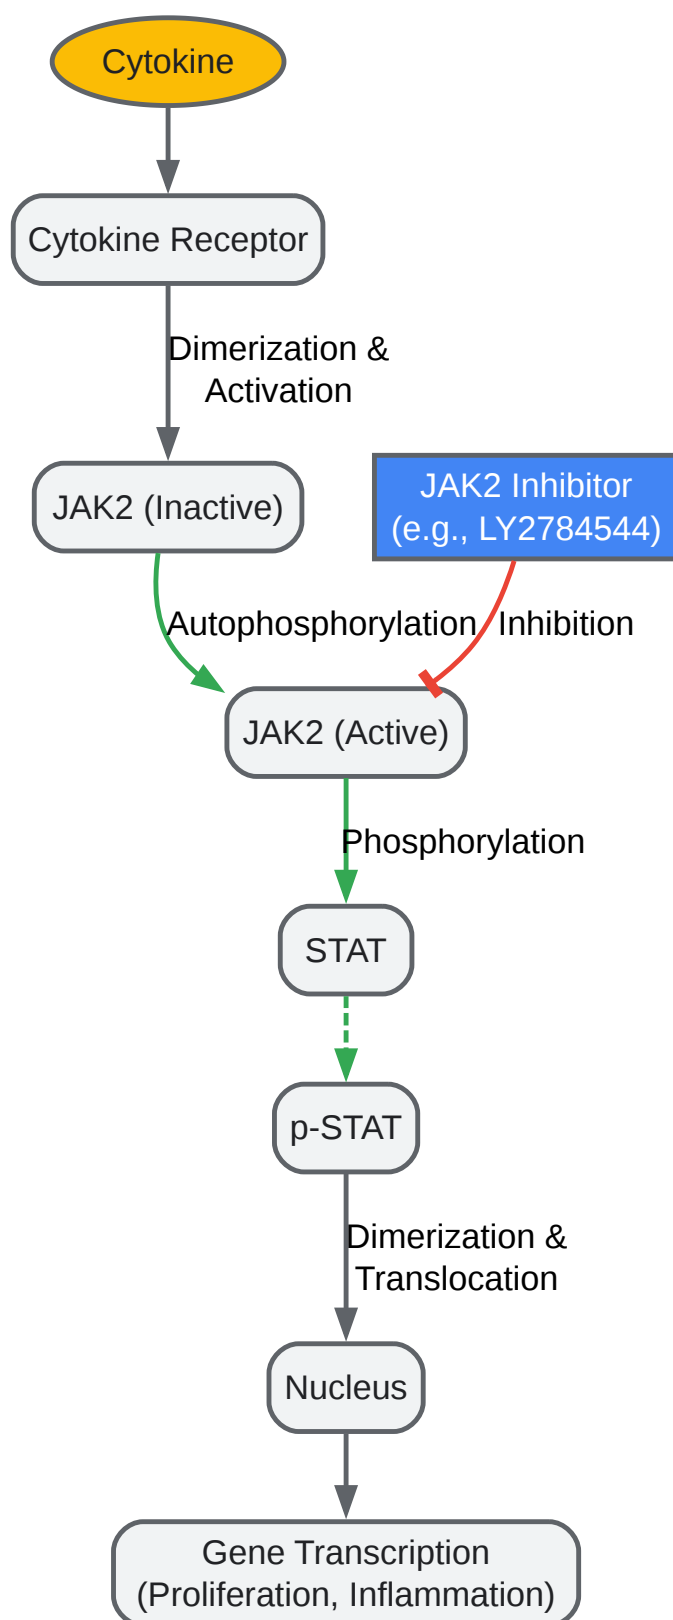 Cytokine
Cytokine Receptor
Dimerization &
Activation
JAK2 (Inactive)
JAK2 Inhibitor
(e.g., LY2784544)
Autophosphorylation
Inhibition
JAK2 (Active)
Phosphorylation
STAT
p-STAT
Dimerization &
Translocation
Nucleus
Gene Transcription
(Proliferation, Inflammation)